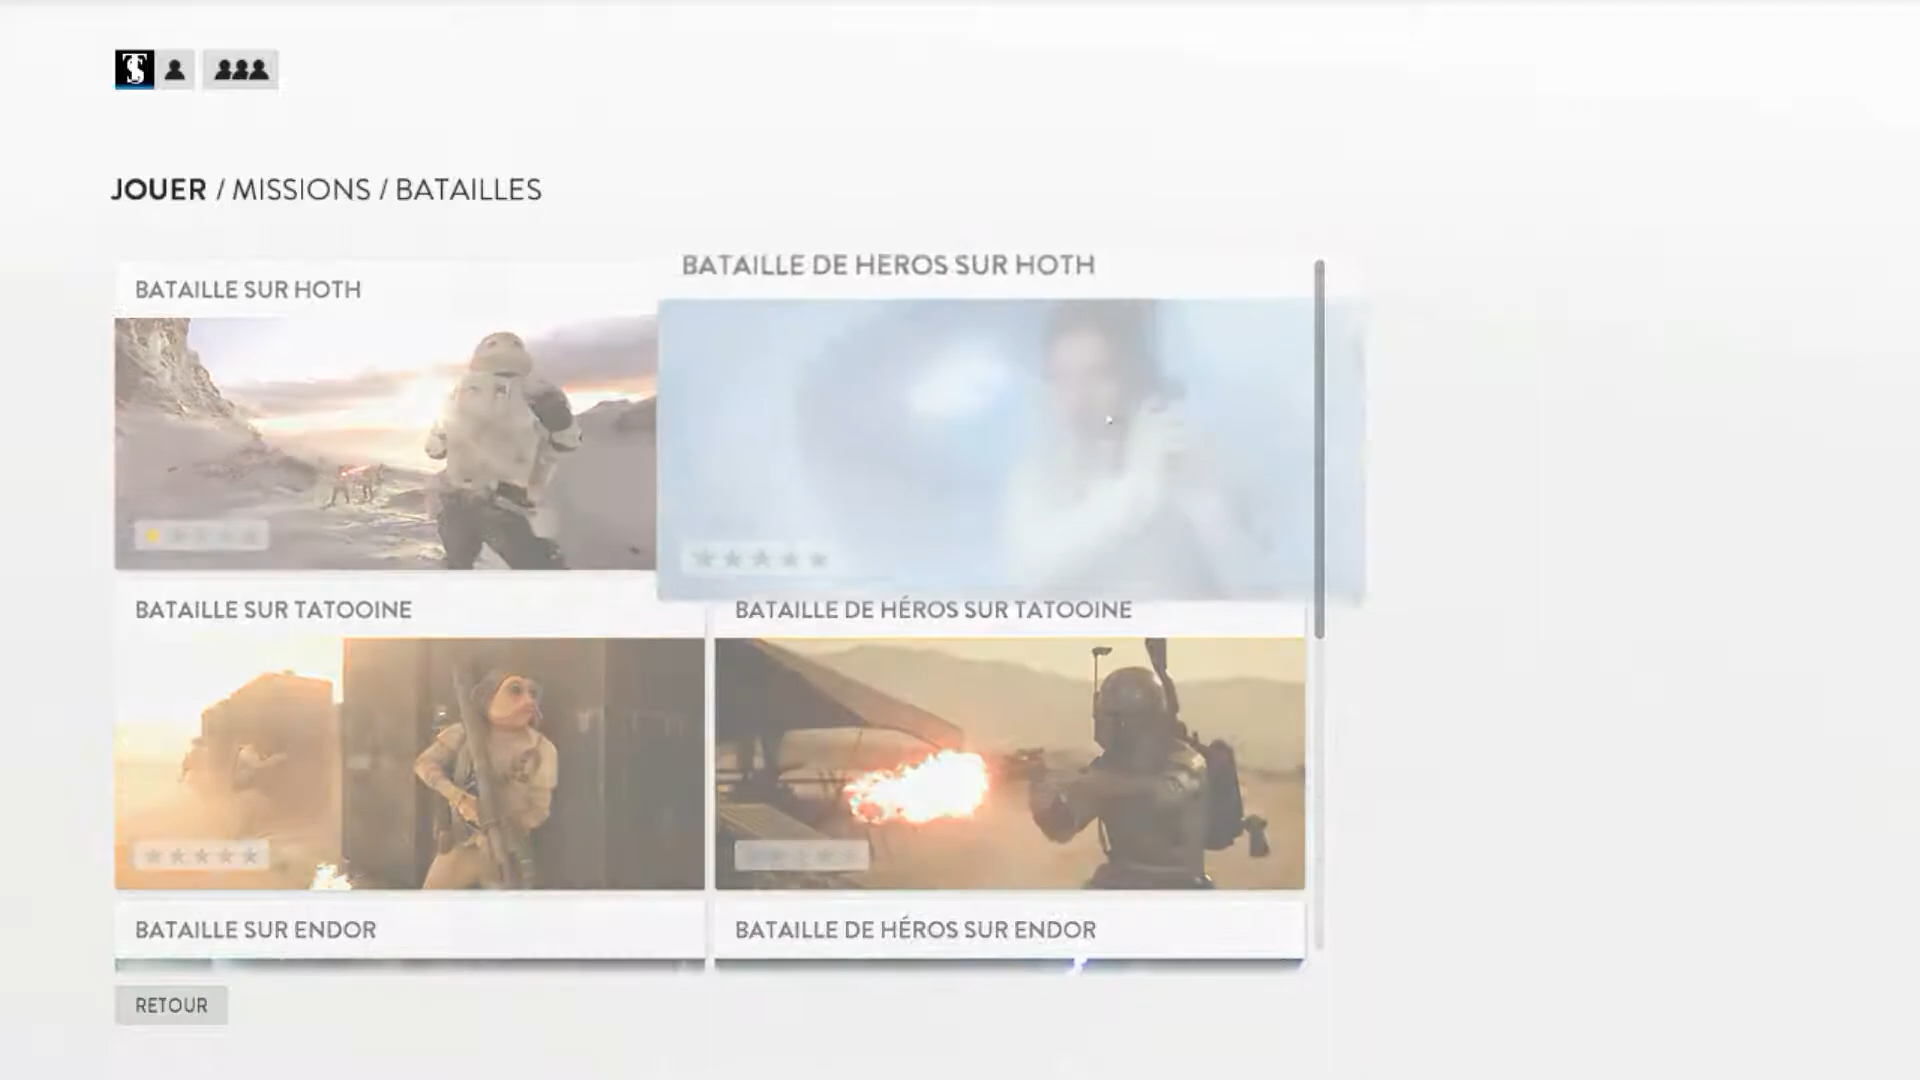 JOUER / MISSIONS / BATAILLES
BATAILLE SUR HOTH
BATAILLE DE HEROS SUR HOTH
BATAILLE SUR TATOOINE
BATAILLE DE HÉROS SUR TATOOINE
BATAILLE SUR ENDOR
BATAILLE DE HÉROS SUR ENDOR
RETOUR